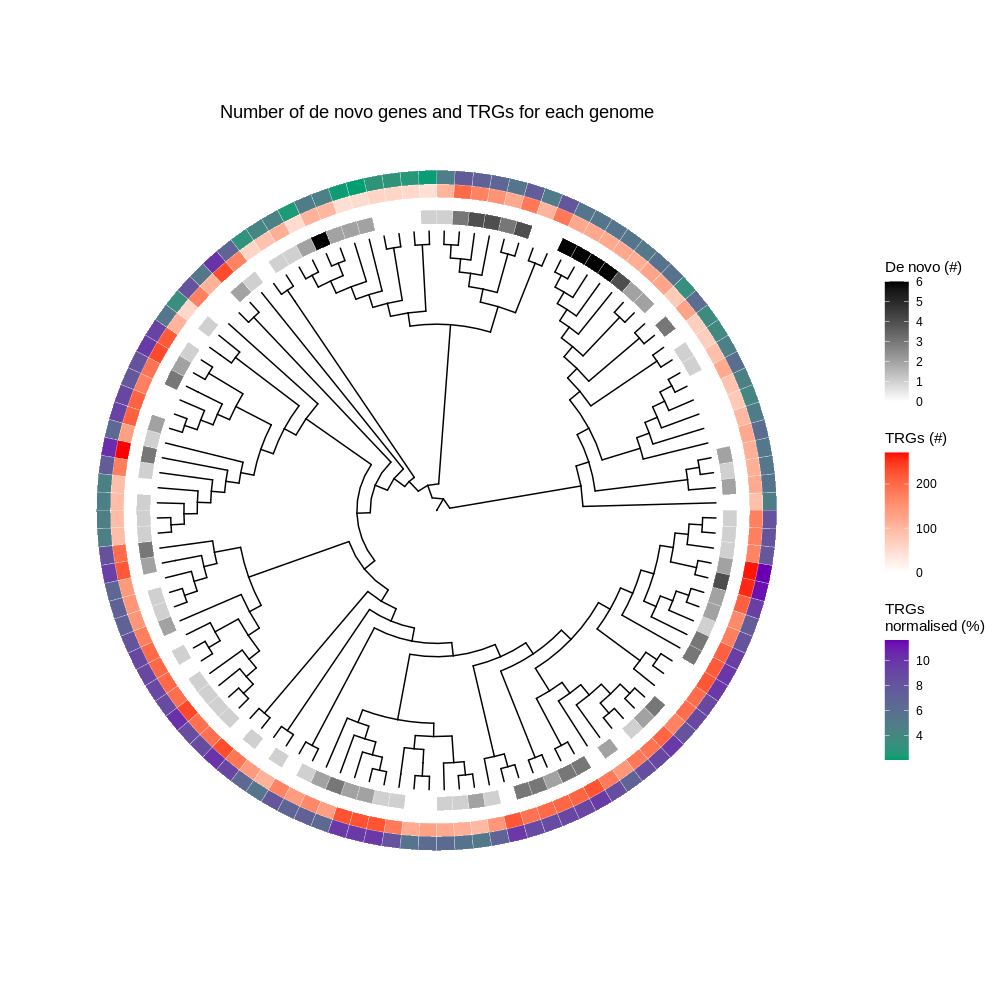 Number of de novo genes and TRGs for each genome
De novo (#)
6
5
4
3
2
1
0
TRGs (#)
200
100
0
TRGs
normalised (%)
10
8
6
4